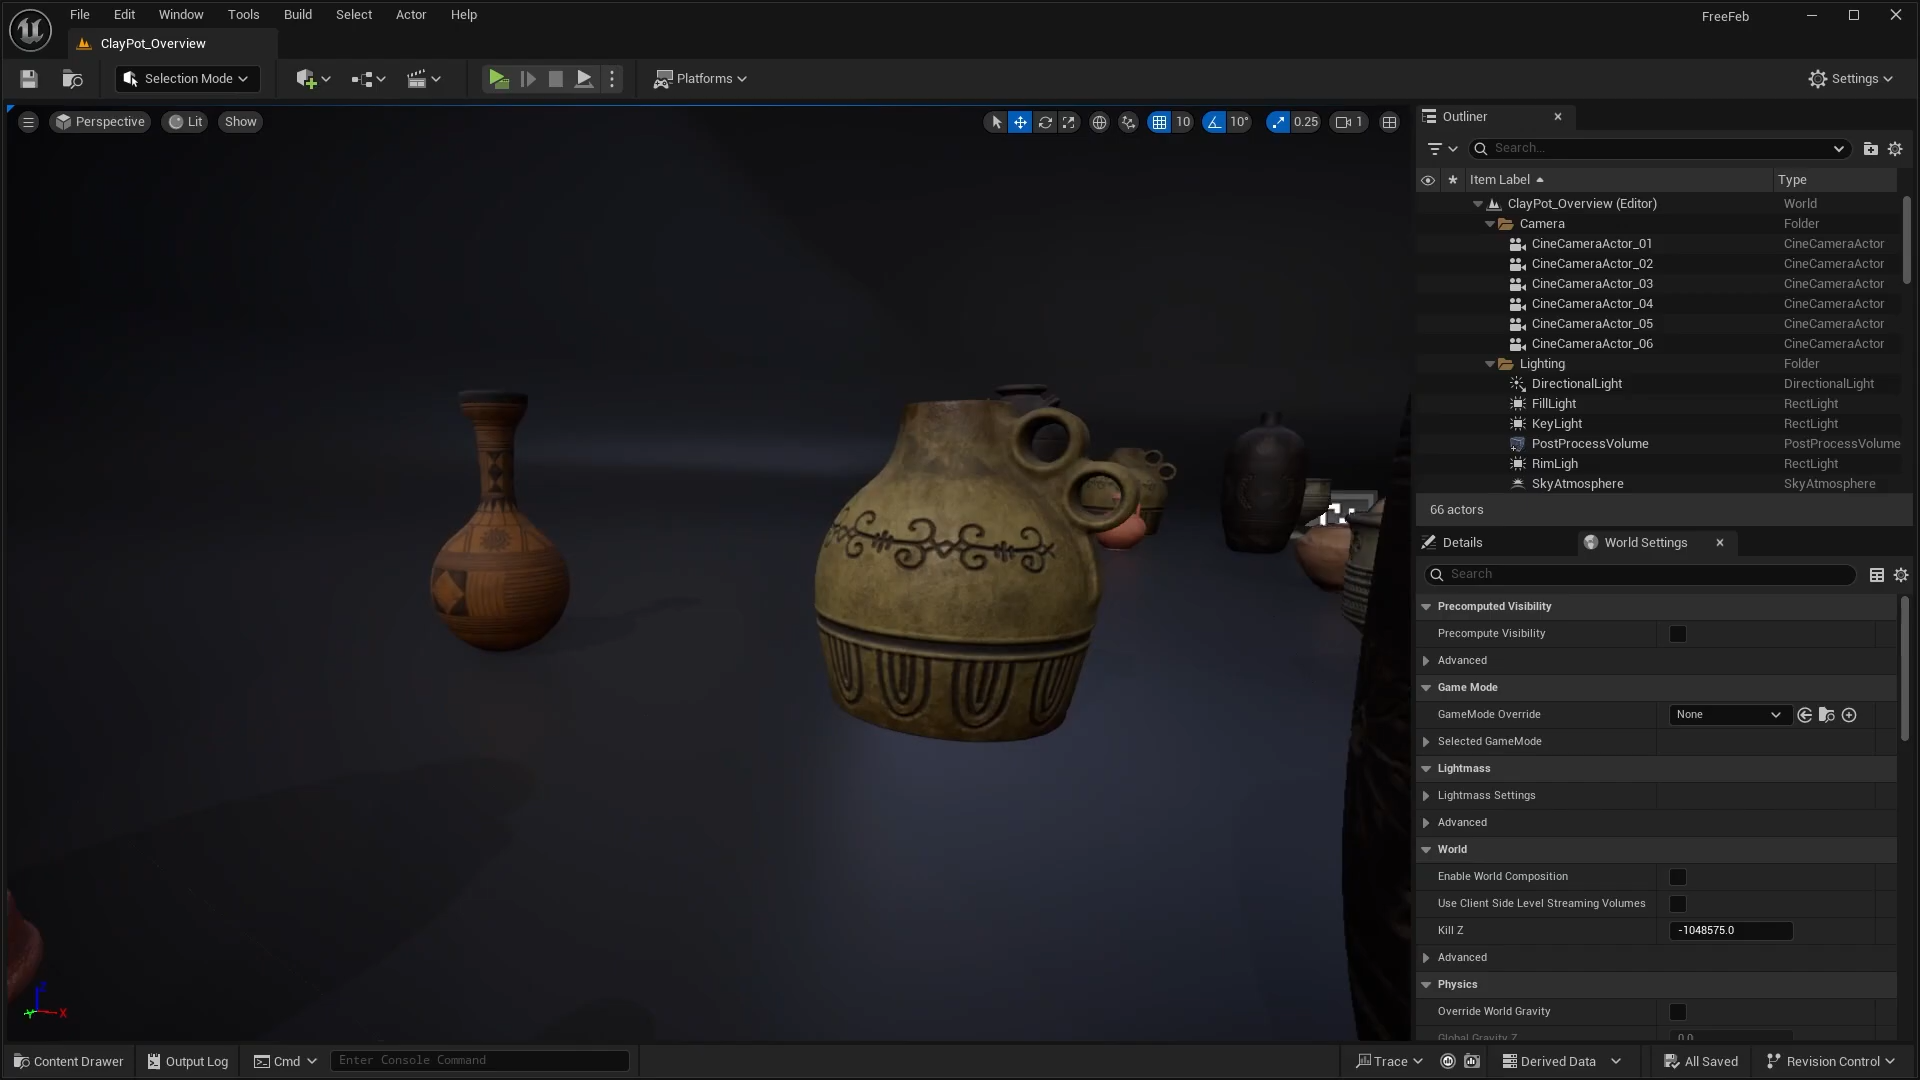 File Edit Window Tools Build Select Actor Help
FreeFeb
ClayPot_Overview
Selection Mode
Platforms
Settings
Perspective Lit Show
10 10° 0.25 1
Outliner
Search...
Item Label Type
ClayPot_Overview (Editor) World
Camera Folder
CineCameraActor_01 CineCameraActor
CineCameraActor_02 CineCameraActor
CineCameraActor_03 CineCameraActor
CineCameraActor_04 CineCameraActor
CineCameraActor_05 CineCameraActor
CineCameraActor_06 CineCameraActor
Lighting Folder
DirectionalLight DirectionalLight
FillLight RectLight
KeyLight RectLight
PostProcessVolume PostProcessVolume
RimLigh RectLight
SkyAtmosphere SkyAtmosphere
66 actors
Details World Settings
Search
Precomputed Visibility
Precompute Visibility
Advanced
Game Mode
GameMode Override None
Selected GameMode
Lightmass
Lightmass Settings
Advanced
World
Enable World Composition
Use Client Side Level Streaming Volumes
Kill Z -1048575.0
Advanced
Physics
Override World Gravity
Global Gravity Z 0.0
Z
Y X
Content Drawer Output Log Cmd Enter Console Command Trace Derived Data All Saved Revision Control